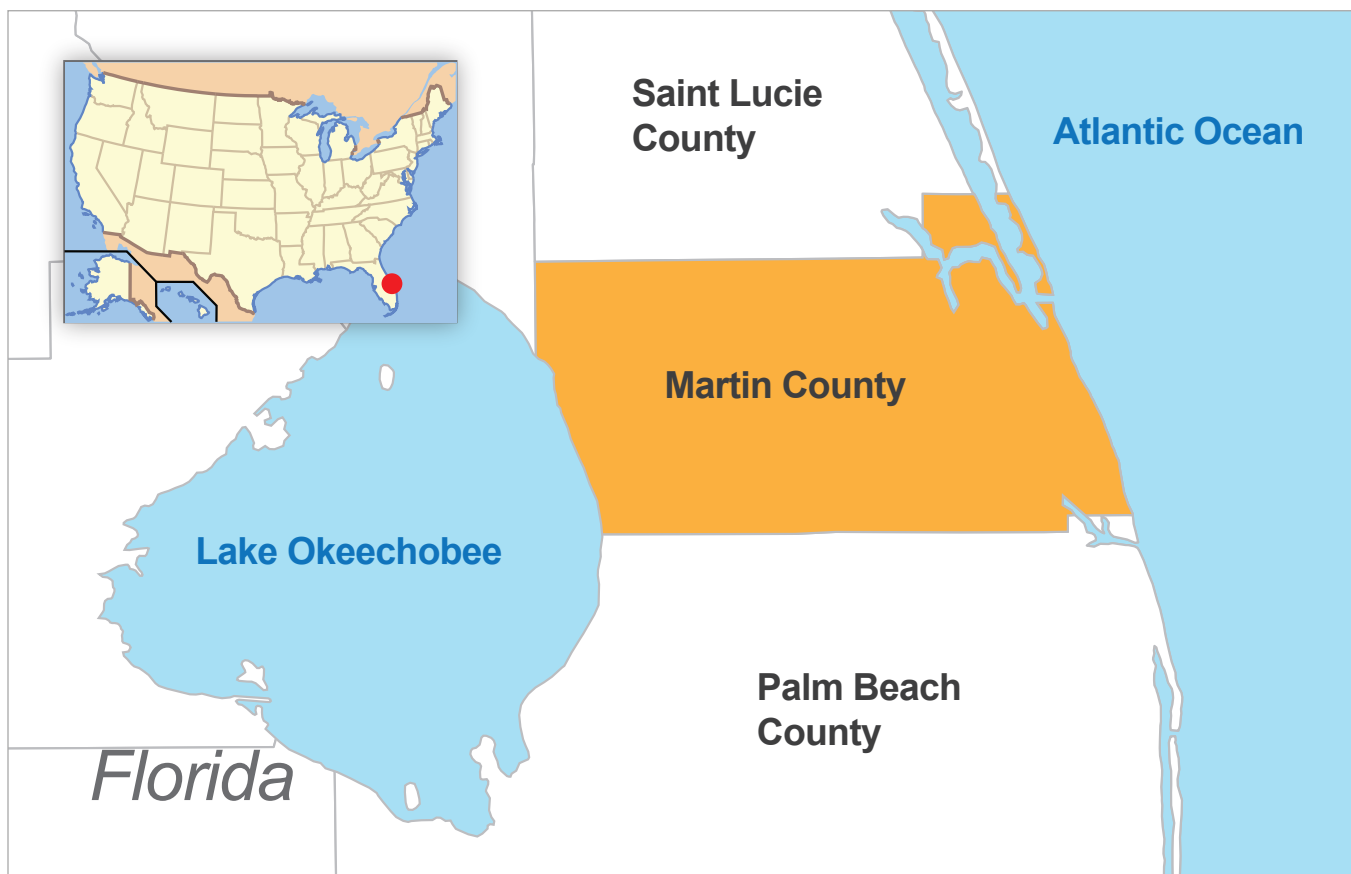 Saint Lucie
County
Atlantic Ocean
Martin County
Lake Okeechobee
Palm Beach
County
Florida